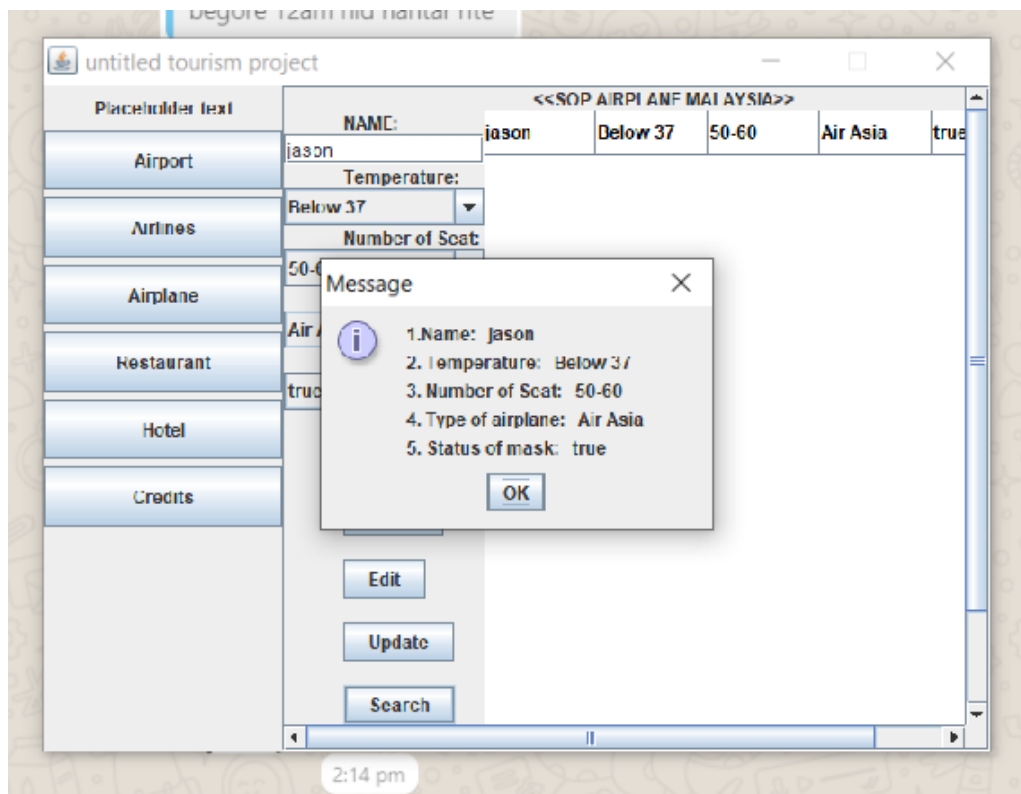 begore 12am nid hantar rite
untitled tourism project
Placeholder text
Airport
Airlines
Airplane
Restaurant
Hotel
Credits
<<SOP AIRPLANE MALAYSIA>>
NAME:
jason
Temperature:
Below 37
Number of Seat:
50-6
Air A
true
Edit
Update
Search
jason Below 37 50-60 Air Asia true
Message
1.Name: jason
2. Temperature: Below 37
3. Number of Seat: 50-60
4. Type of airplane: Air Asia
5. Status of mask: true
OK
2:14 pm